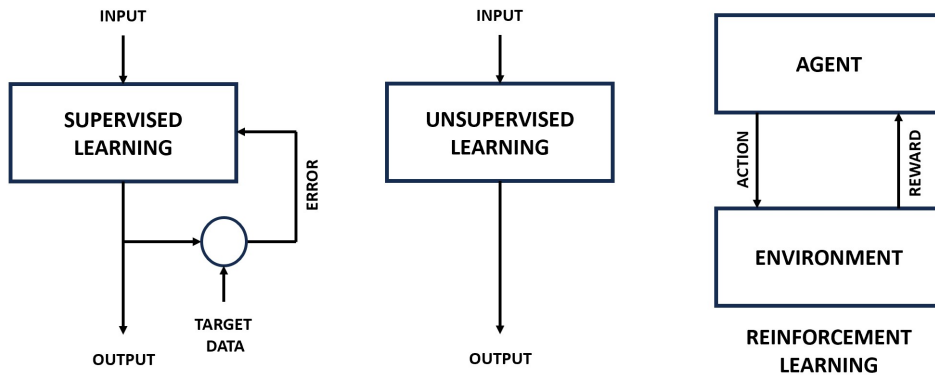 INPUT
SUPERVISED
LEARNING
ERROR
TARGET
DATA
OUTPUT
INPUT
UNSUPERVISED
LEARNING
OUTPUT
AGENT
ACTION
REWARD
ENVIRONMENT
REINFORCEMENT
LEARNING